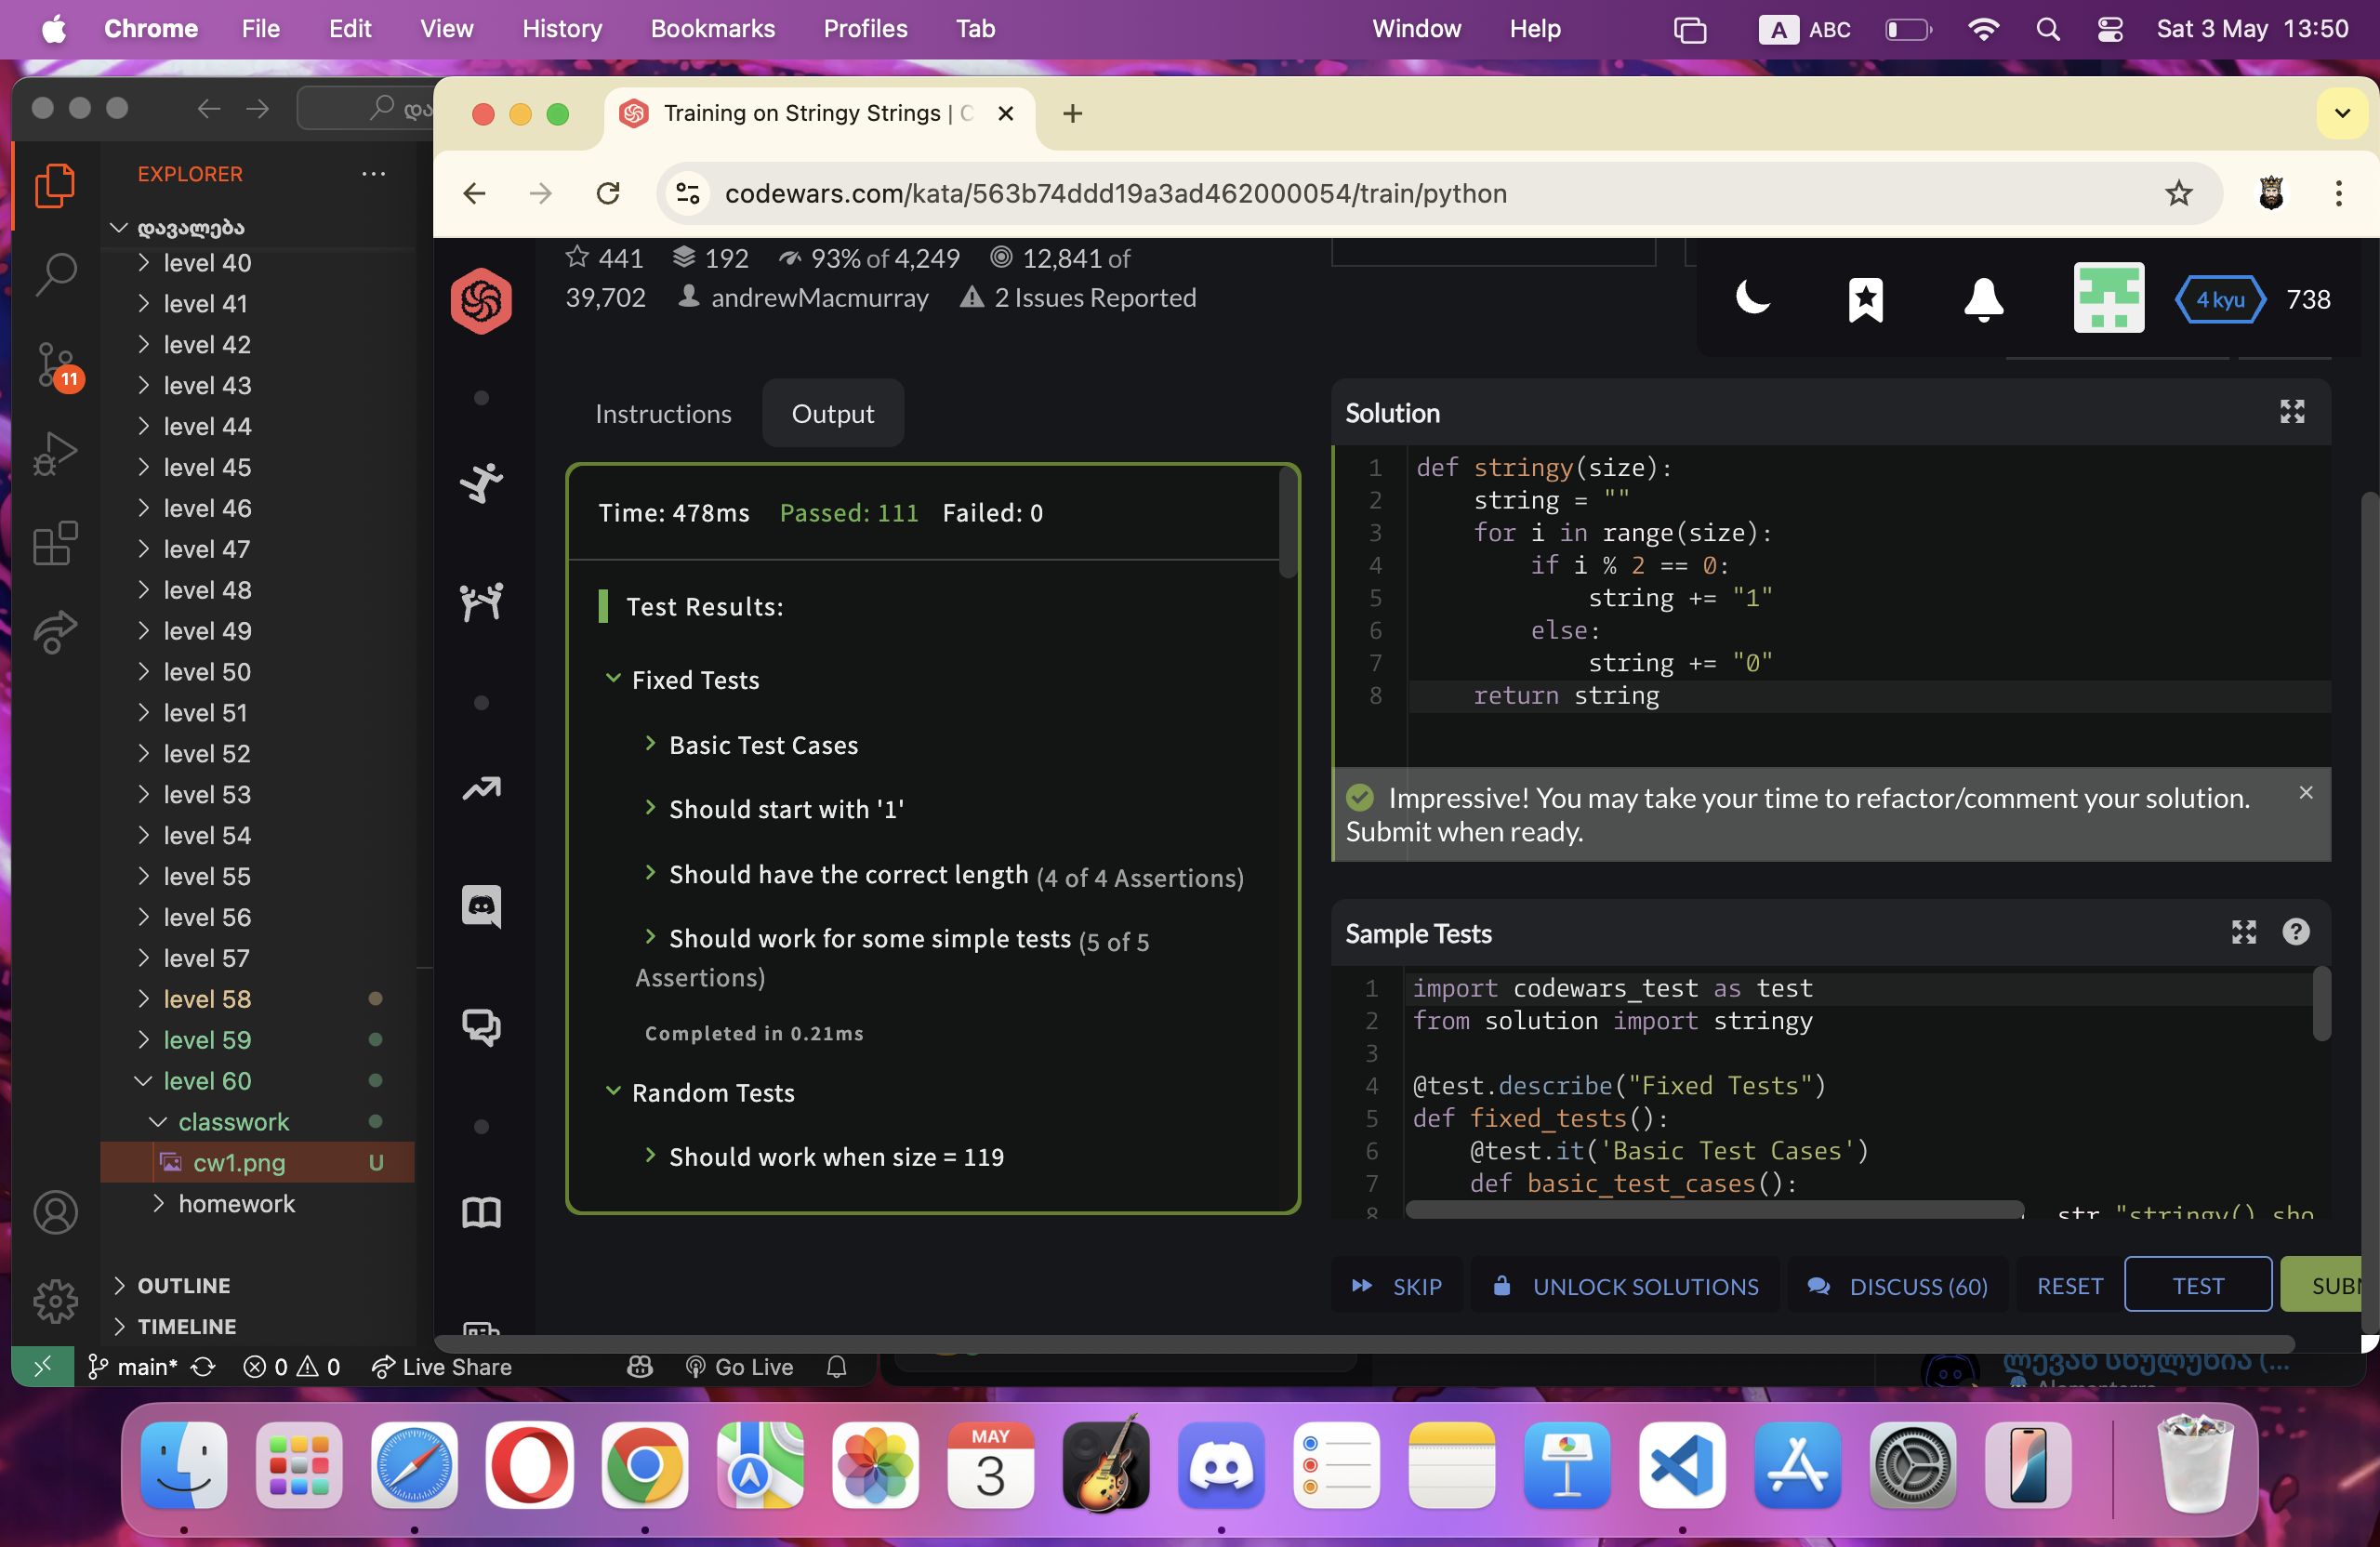 Chrome File Edit View History Bookmarks Profiles Tab Window Help A ABC Sat 3 May 13:50
EXPLORER
დავალება
level 40
level 41
level 42
level 43
level 44
level 45
level 46
level 47
level 48
level 49
level 50
level 51
level 52
level 53
level 54
level 55
level 56
level 57
level 58
level 59
level 60
classwork
cw1.png U
homework
OUTLINE
TIMELINE
11
main* 0 0 Live Share Go Live
Training on Stringy Strings | C
codewars.com/kata/563b74ddd19a3ad462000054/train/python
441 192 93% of 4,249 12,841 of
39,702 andrewMacmurray 2 Issues Reported
4 kyu 738
Instructions Output
Time: 478ms Passed: 111 Failed: 0
Test Results:
Fixed Tests
Basic Test Cases
Should start with '1'
Should have the correct length (4 of 4 Assertions)
Should work for some simple tests (5 of 5
Assertions)
Completed in 0.21ms
Random Tests
Should work when size = 119
Solution
1 def stringy(size):
2 string = ""
3 for i in range(size):
4 if i % 2 == 0:
5 string += "1"
6 else:
7 string += "0"
8 return string
Impressive! You may take your time to refactor/comment your solution.
Submit when ready.
Sample Tests
1 import codewars_test as test
2 from solution import stringy
3
4 @test.describe("Fixed Tests")
5 def fixed_tests():
6 @test.it('Basic Test Cases')
7 def basic_test_cases():
8 str "stringy() sho
SKIP UNLOCK SOLUTIONS DISCUSS (60) RESET TEST SUBM
MAY
3